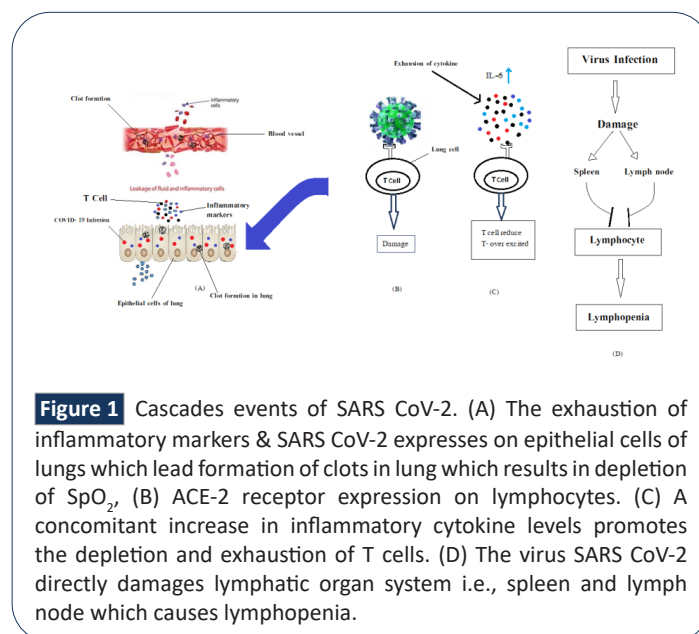 Clot formtion
Inflammatory
cells
Blood vessel
Leakage of fluid and inflammatory cells
T Cell
Inflammatory
markers
COVID- 19 Infretion
Epithelial cells of lung
Clot formtion in lung
(A)
Exhansion of cytokine
IL-6
Lung cell
T Cell
T Cell
Damage
T cell reduce
T- over excited
(B)
(C)
Virus Infection
Damage
Spleen
Lymph node
Lymphocyte
Lymphopenia
(D)
Figure 1 Cascades events of SARS CoV-2. (A) The exhaustion of
inflammatory markers & SARS CoV-2 expresses on epithelial cells of
lungs which lead formation of clots in lung which results in depletion
of SpO₂, (B) ACE-2 receptor expression on lymphocytes. (C) A
concomitant increase in inflammatory cytokine levels promotes
the depletion and exhaustion of T cells. (D) The virus SARS CoV-2
directly damages lymphatic organ system i.e., spleen and lymph
node which causes lymphopenia.